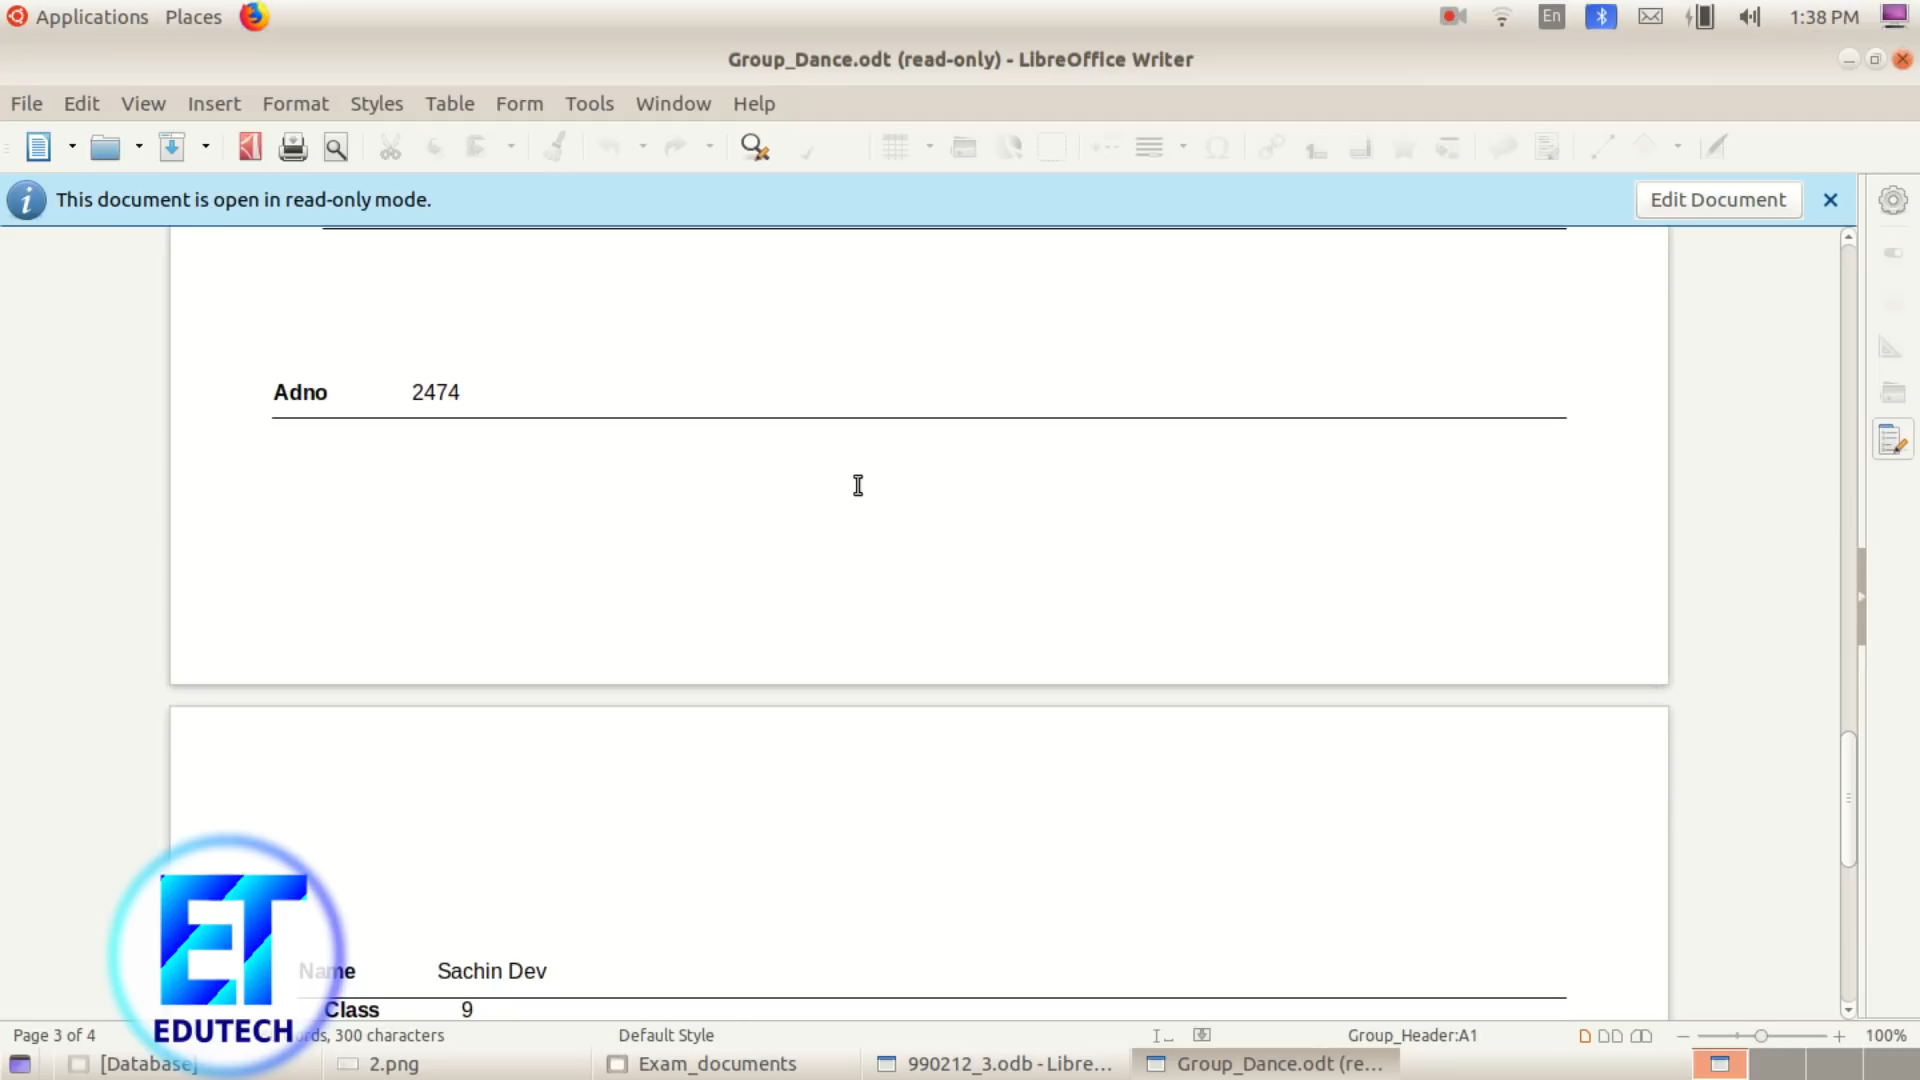 Applications Places En 1:38 PM
Group_Dance.odt (read-only) - LibreOffice Writer
File Edit View Insert Format Styles Table Form Tools Window Help
This document is open in read-only mode. Edit Document
Adno 2474
Name Sachin Dev
Class 9
ET
EDUTECH
Page 3 of 4 rds, 300 characters Default Style Group_Header:A1 100%
[Database] 2.png Exam_documents 990212_3.odb - Libre... Group_Dance.odt (re...